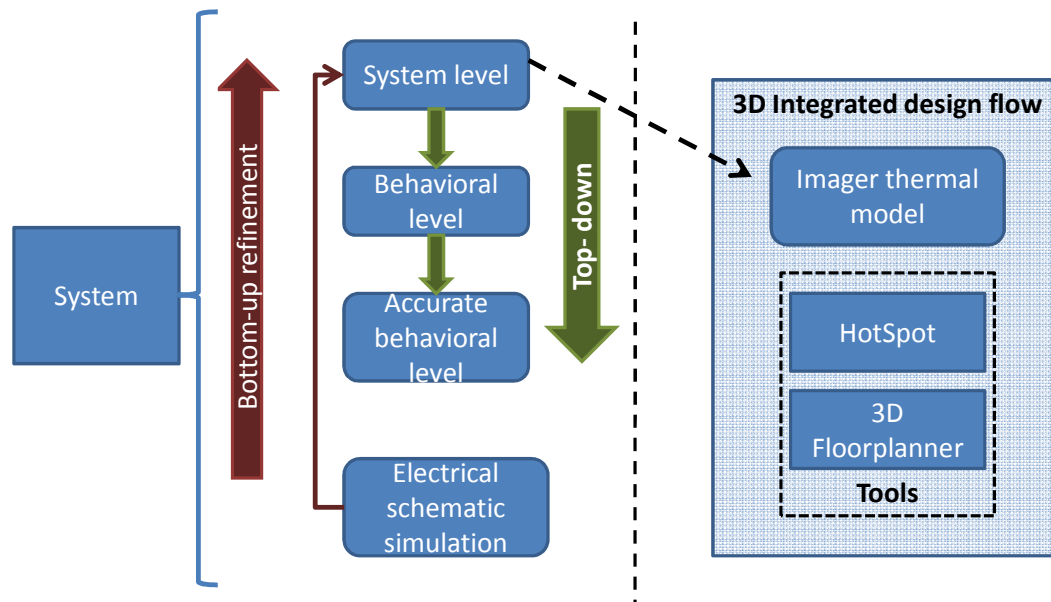 System
Bottom-up refinement
System level
Behavioral
level
Accurate
behavioral
level
Electrical
schematic
simulation
Top- down
3D Integrated design flow
Imager thermal
model
HotSpot
3D
Floorplanner
Tools